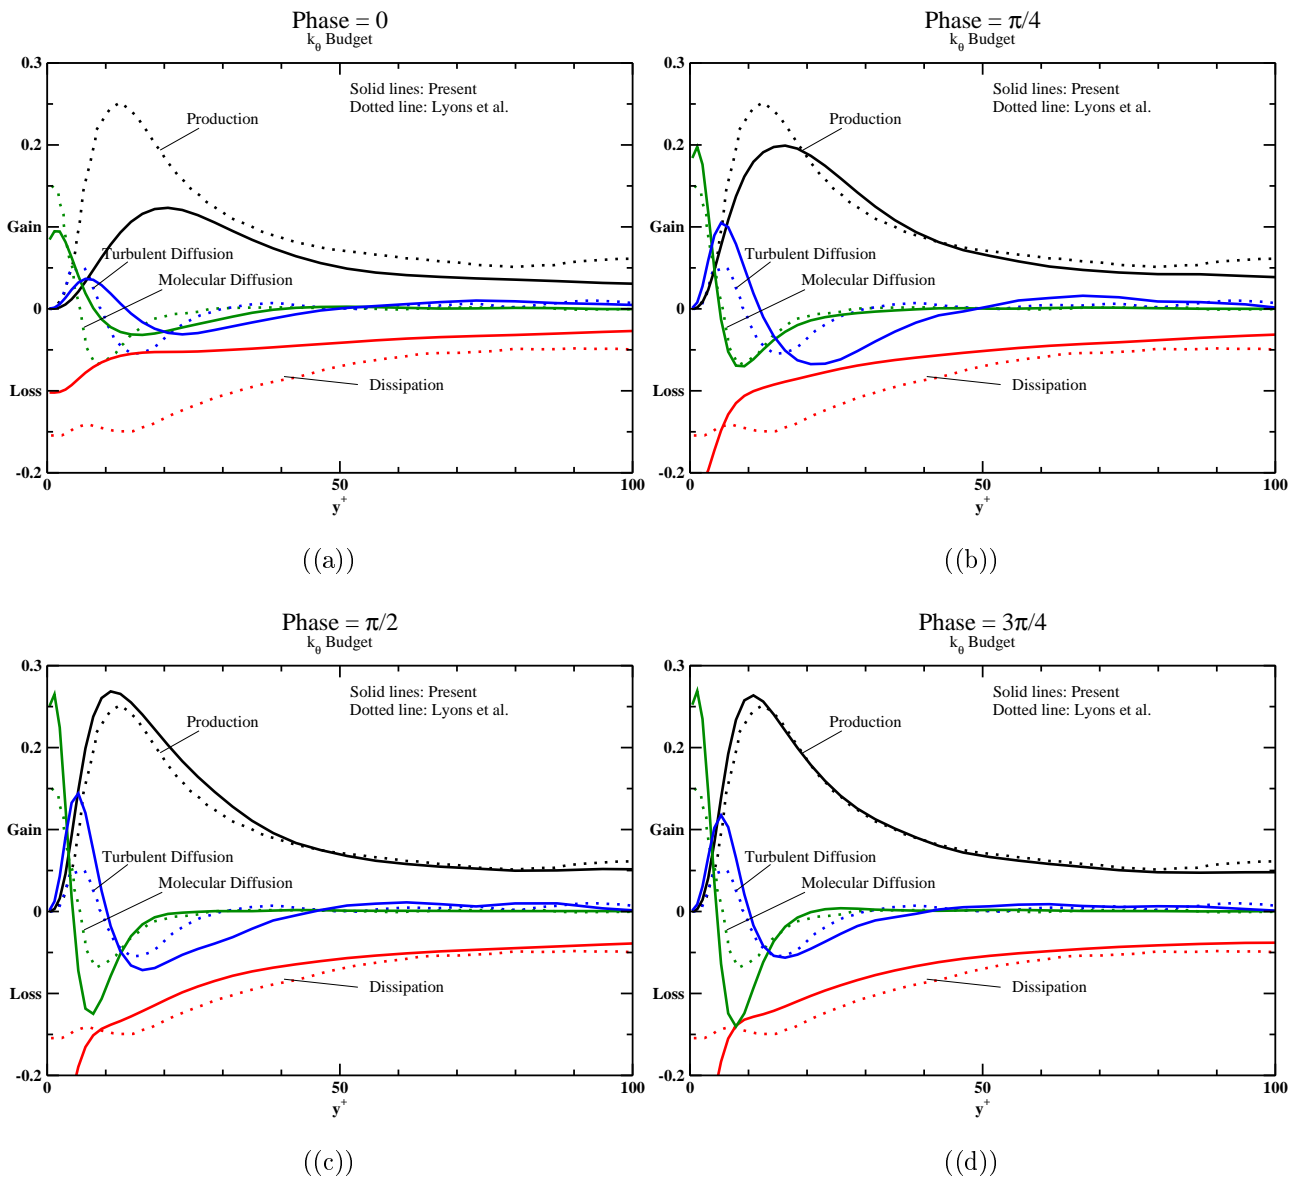 Phase = 0
kθ Budget
0.3
Solid lines: Present
Dotted line: Lyons et al.
Production
0.2
Gain
Turbulent Diffusion
Molecular Diffusion
0
Dissipation
Loss
-0.2
0
50
100
y+
((a))
Phase = π/4
kθ Budget
0.3
Solid lines: Present
Dotted line: Lyons et al.
Production
0.2
Gain
Turbulent Diffusion
Molecular Diffusion
0
Dissipation
Loss
-0.2
0
50
100
y+
((b))
Phase = π/2
kθ Budget
0.3
Solid lines: Present
Dotted line: Lyons et al.
Production
0.2
Gain
Turbulent Diffusion
Molecular Diffusion
0
Loss
Dissipation
-0.2
0
50
100
y+
((c))
Phase = 3π/4
kθ Budget
0.3
Solid lines: Present
Dotted line: Lyons et al.
Production
0.2
Gain
Turbulent Diffusion
Molecular Diffusion
0
Loss
Dissipation
-0.2
0
50
100
y+
((d))